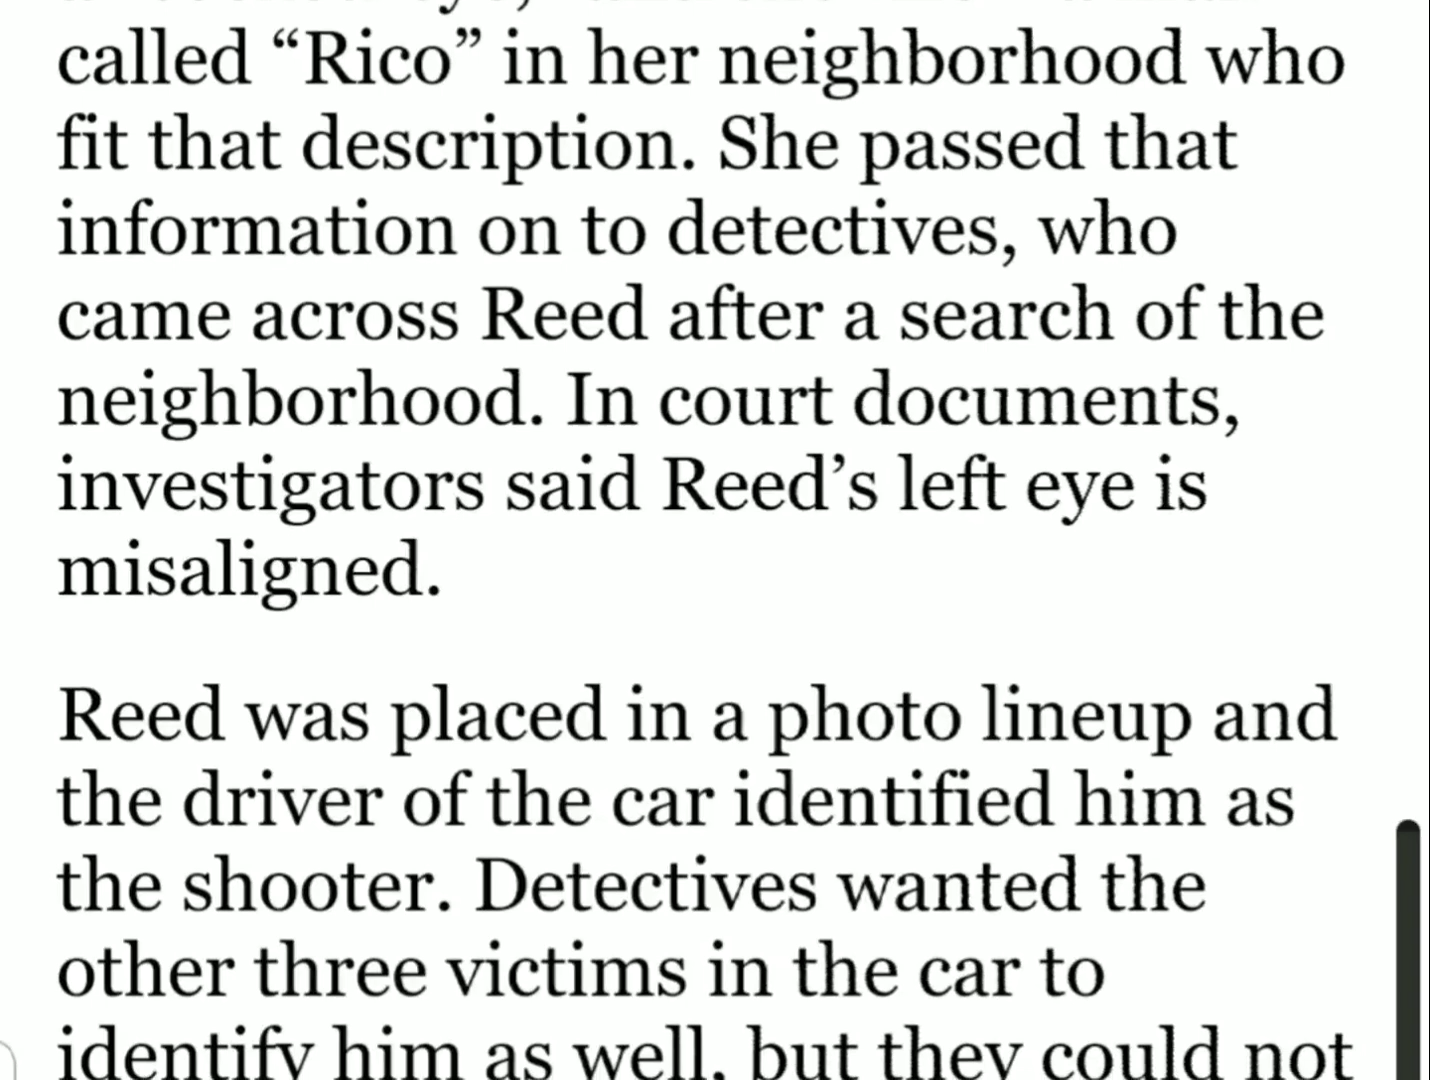 called “Rico” in her neighborhood who
fit that description. She passed that
information on to detectives, who
came across Reed after a search of the
neighborhood. In court documents,
investigators said Reed’s left eye is
misaligned.
Reed was placed in a photo lineup and
the driver of the car identified him as
the shooter. Detectives wanted the
other three victims in the car to
identify him as well, but they could not